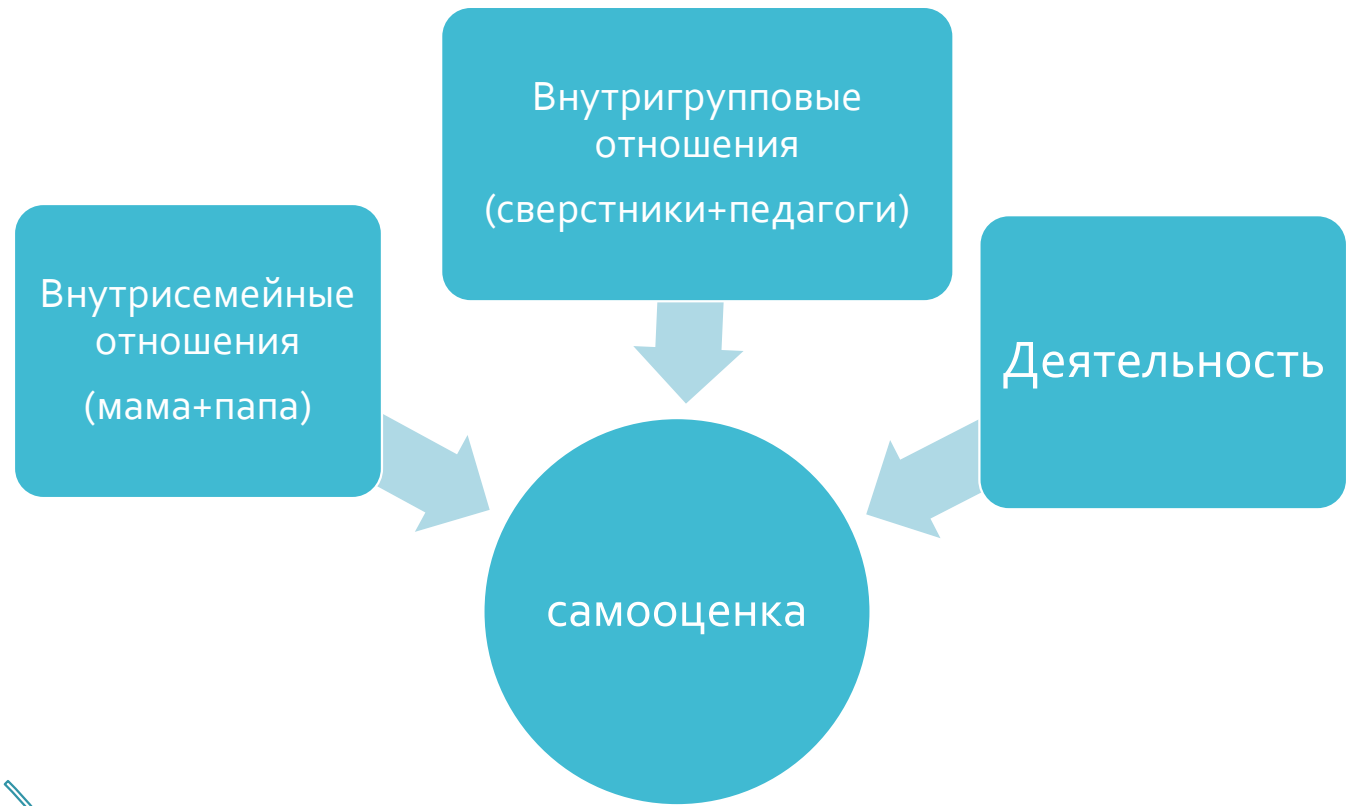 Внутригрупповые
отношения
(сверстники+педагоги)
Внутрисемейные
отношения
(мама+папа)
Деятельность
самооценка